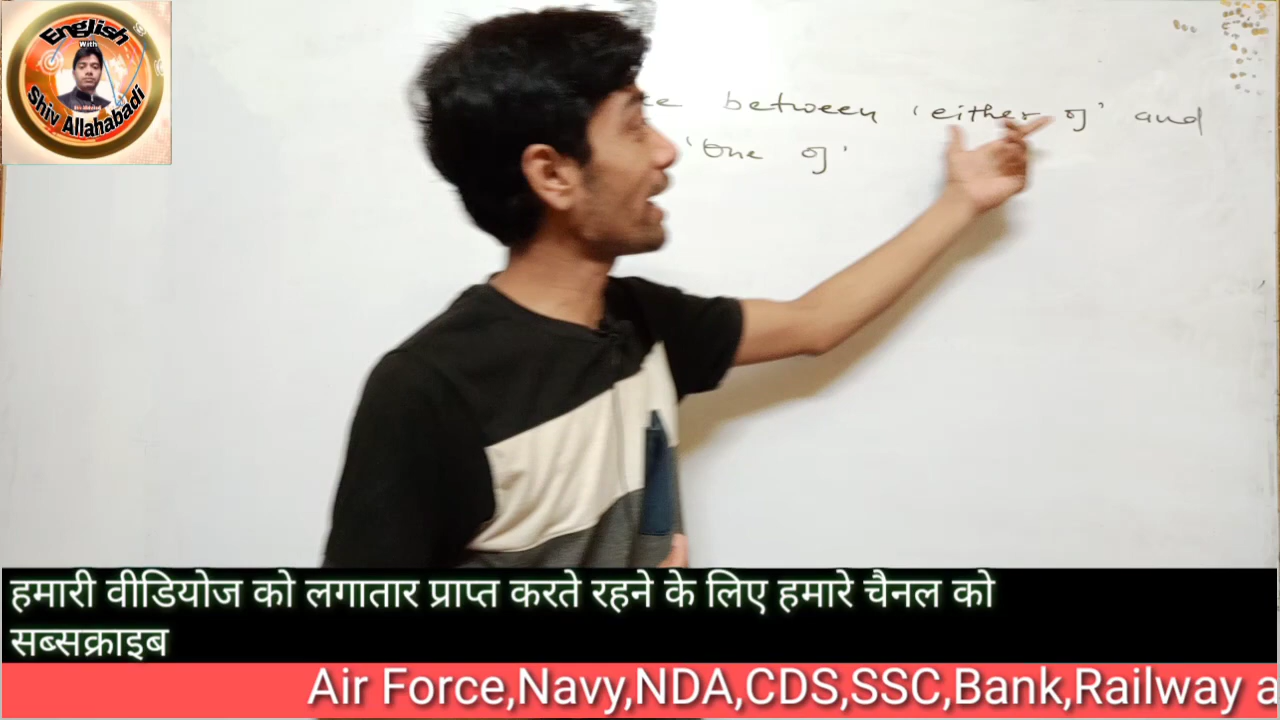 English
With
Shiv Allahabadi
between 'either of' and
'One of'
हमारी वीडियोज को लगातार प्राप्त करते रहने के लिए हमारे चैनल को
सब्सक्राइब
Air Force,Navy,NDA,CDS,SSC,Bank,Railway a